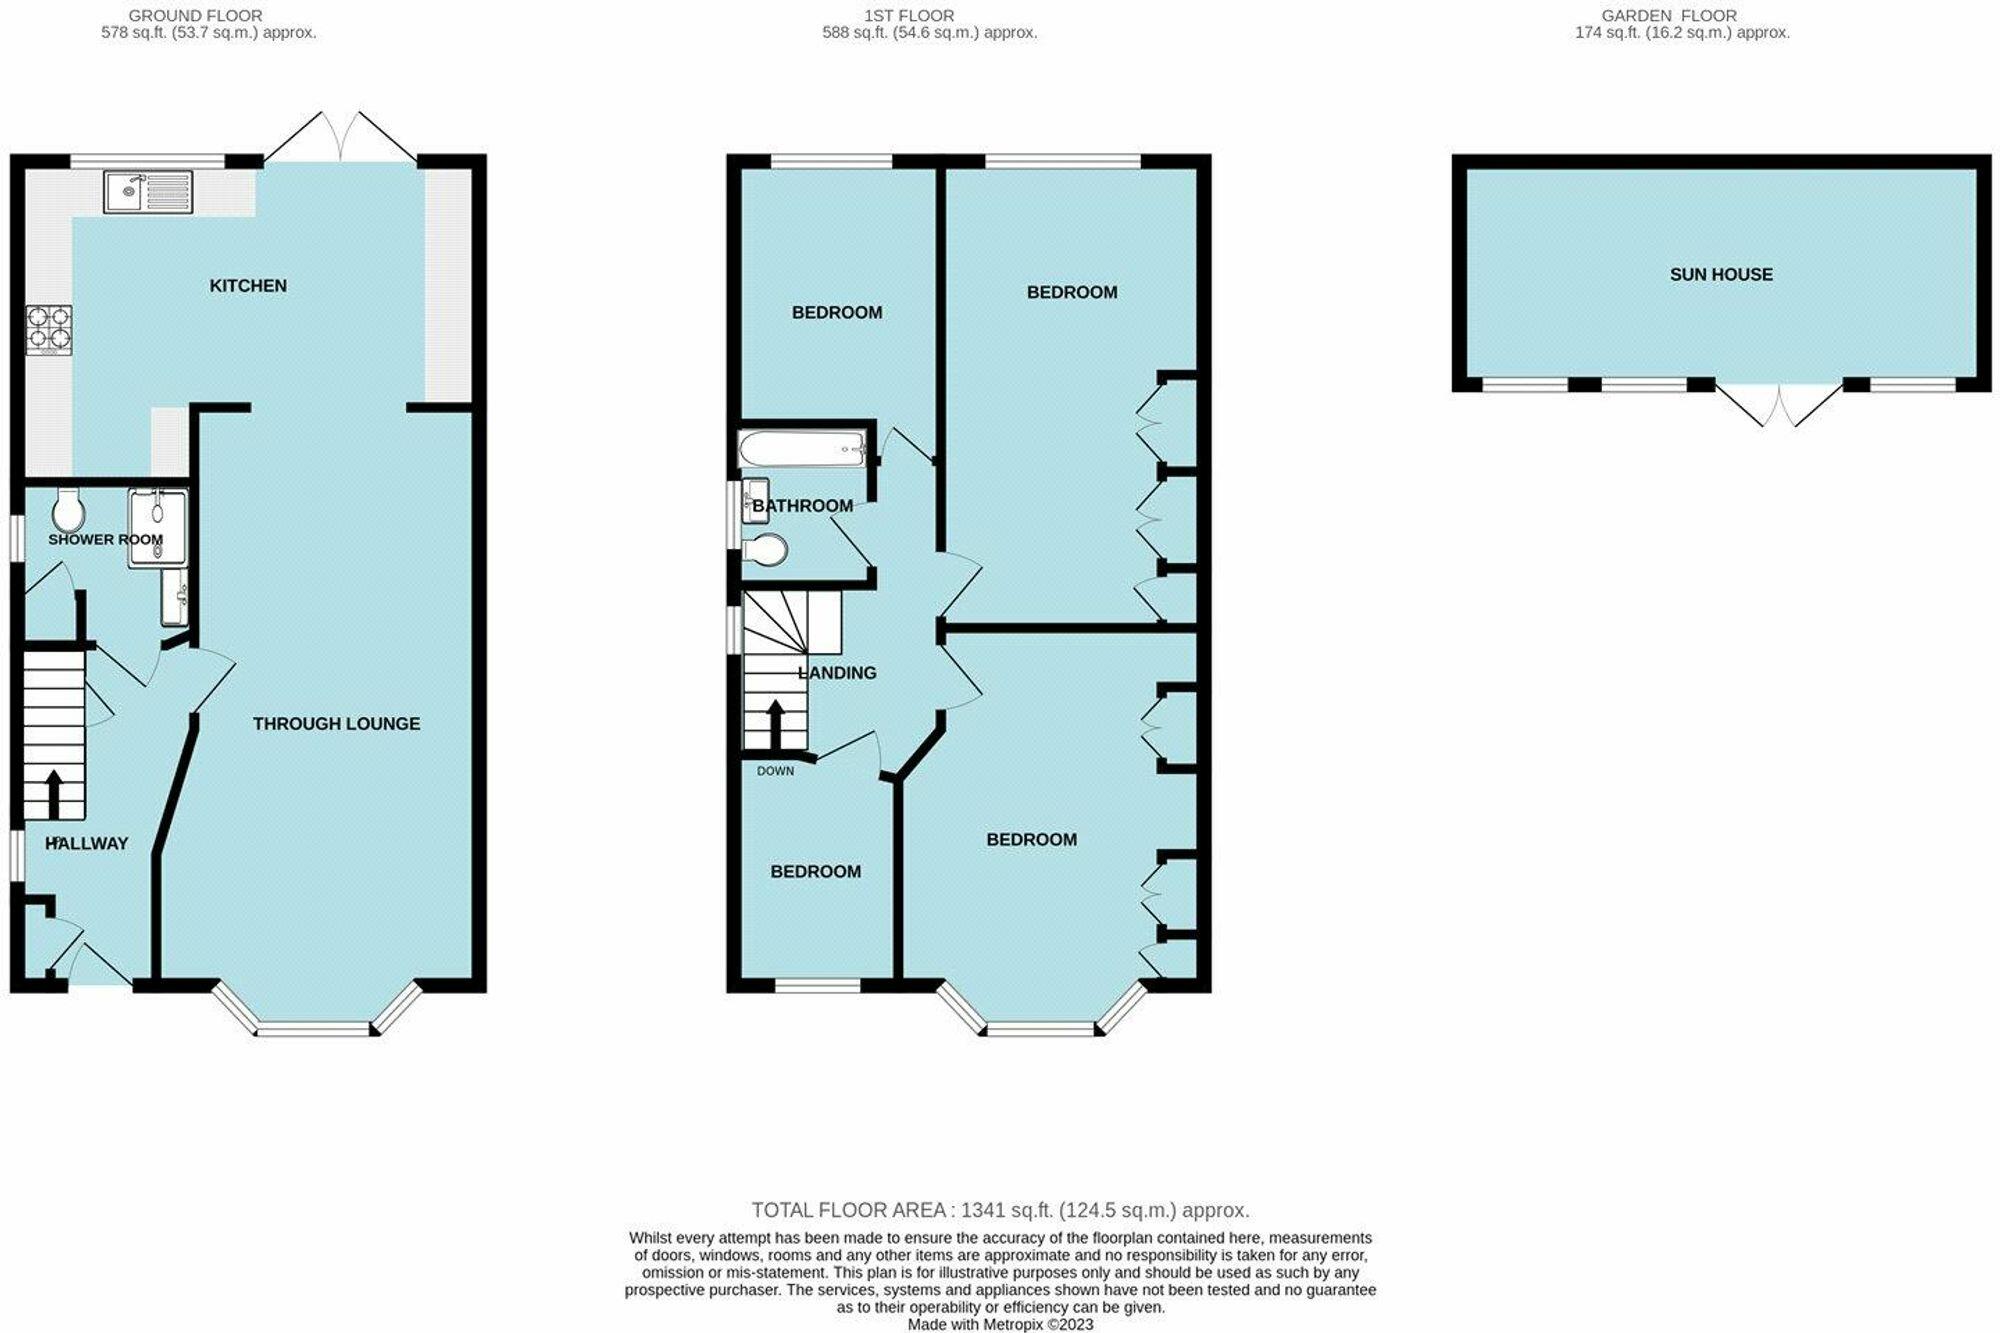 GROUND FLOOR
578 sq.ft. (53.7 sq.m.) approx.
1ST FLOOR
588 sq.ft. (54.6 sq.m.) approx.
GARDEN FLOOR
174 sq.ft. (16.2 sq.m.) approx.
KITCHEN
SHOWER ROOM
THROUGH LOUNGE
HALLWAY
BEDROOM
BEDROOM
BATHROOM
LANDING
DOWN
BEDROOM
BEDROOM
SUN HOUSE
TOTAL FLOOR AREA : 1341 sq.ft. (124.5 sq.m.) approx.
Whilst every attempt has been made to ensure the accuracy of the floorplan contained here, measurements
of doors, windows, rooms and any other items are approximate and no responsibility is taken for any error,
omission or mis-statement. This plan is for illustrative purposes only and should be used as such by any
prospective purchaser. The services, systems and appliances shown have not been tested and no guarantee
as to their operability or efficiency can be given.
Made with Metropix ©2023